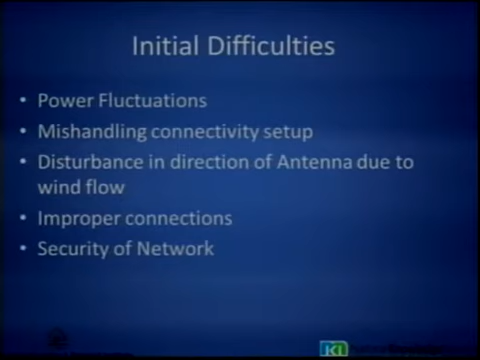 Initial Difficulties
• Power Fluctuations
• Mishandling connectivity setup
• Disturbance in direction of Antenna due to
wind flow
• Improper connections
• Security of Network